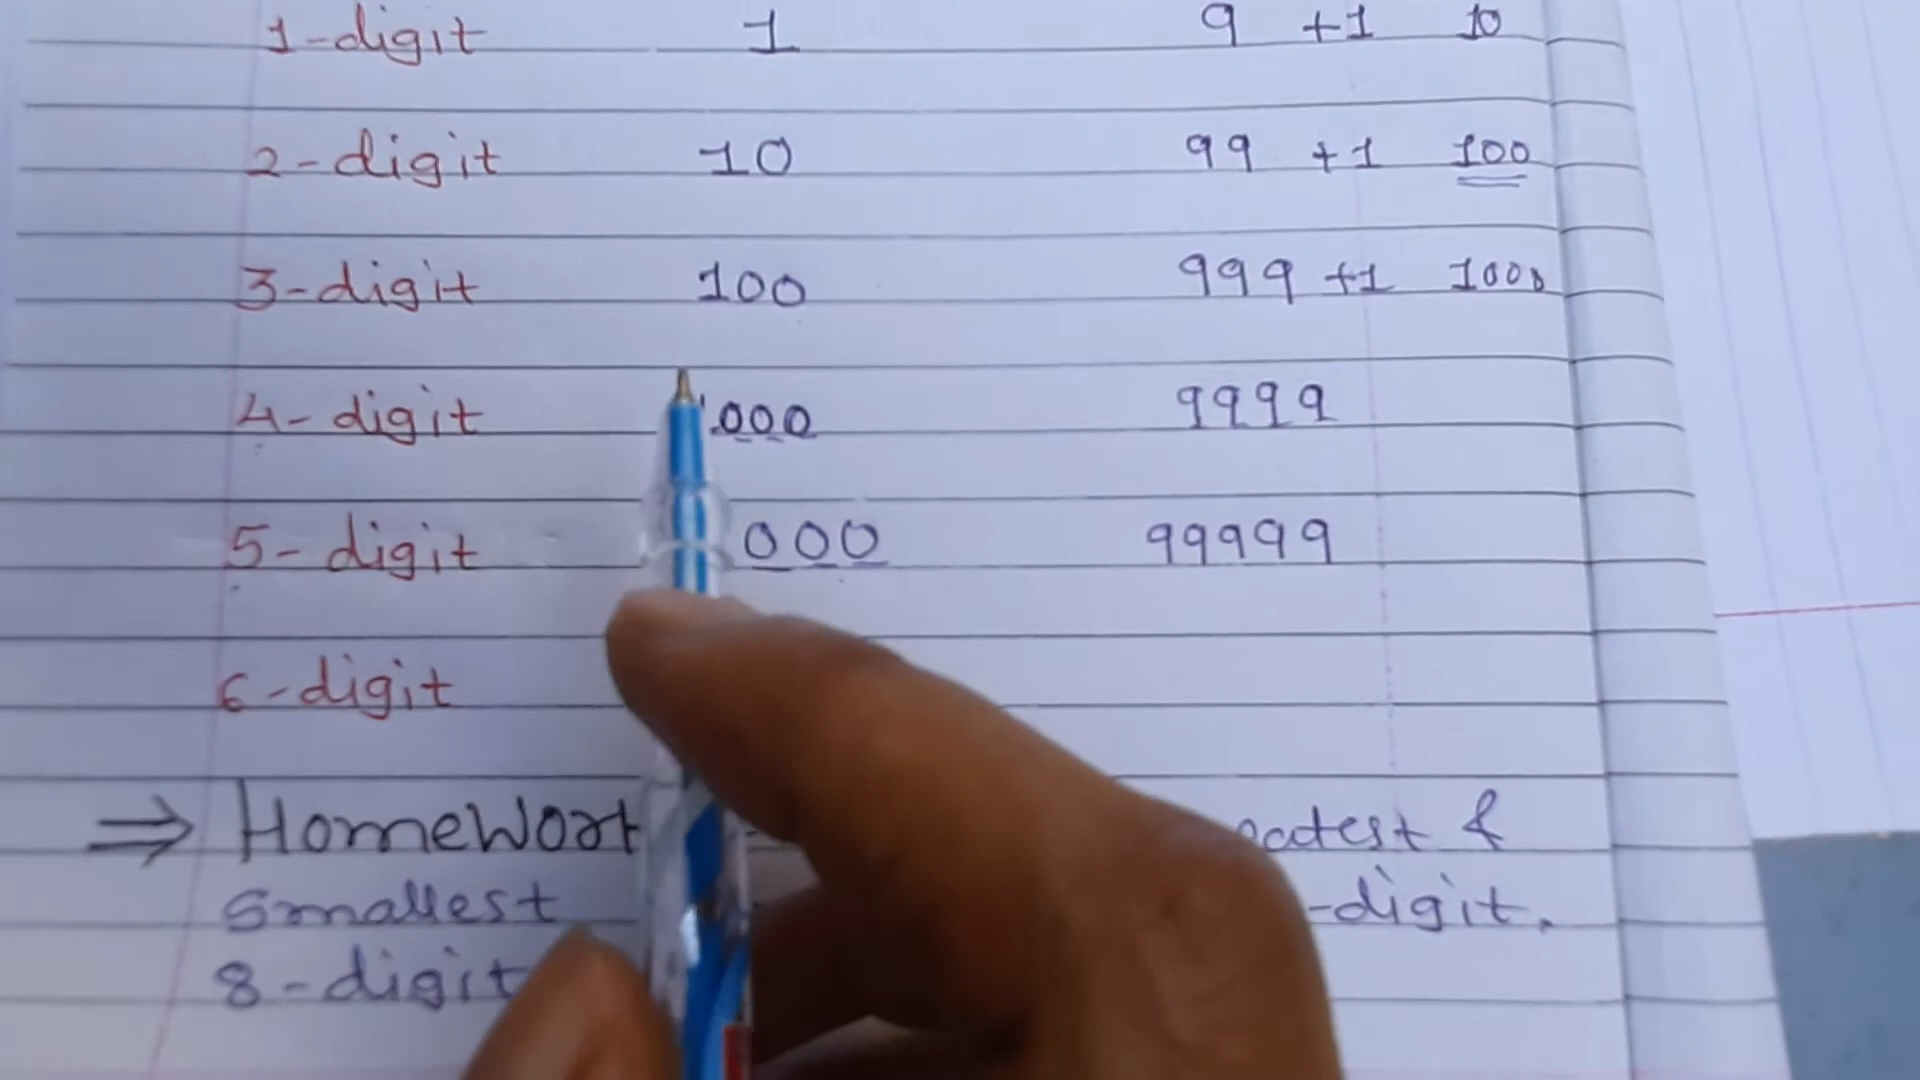 1-digit 1 9 +1 10
2-digit 10 99 +1 100
3-digit 100 999 +1 1000
4-digit 000 9999
5-digit 000 99999
6-digit
⇒ Homework &
Smallest -digit.
8-digit